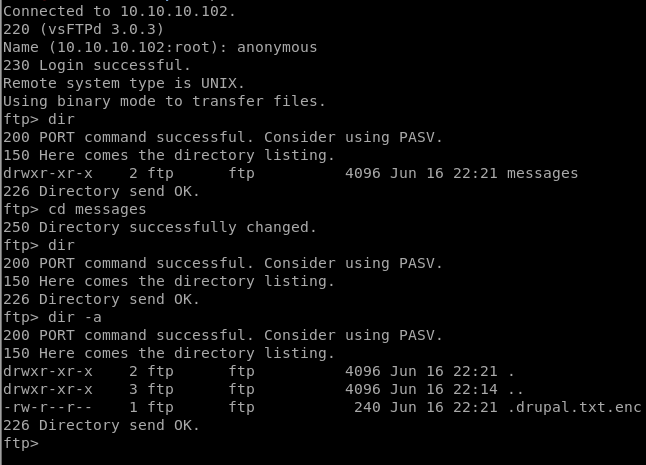 Connected to 10.10.10.102.
220 (vsFTPd 3.0.3)
Name (10.10.10.102:root): anonymous
230 Login successful.
Remote system type is UNIX.
Using binary mode to transfer files.
ftp> dir
200 PORT command successful. Consider using PASV.
150 Here comes the directory listing.
drwxr-xr-x    2 ftp      ftp          4096 Jun 16 22:21 messages
226 Directory send OK.
ftp> cd messages
250 Directory successfully changed.
ftp> dir
200 PORT command successful. Consider using PASV.
150 Here comes the directory listing.
226 Directory send OK.
ftp> dir -a
200 PORT command successful. Consider using PASV.
150 Here comes the directory listing.
drwxr-xr-x    2 ftp      ftp          4096 Jun 16 22:21 .
drwxr-xr-x    3 ftp      ftp          4096 Jun 16 22:14 ..
-rw-r--r--    1 ftp      ftp           240 Jun 16 22:21 .drupal.txt.enc
226 Directory send OK.
ftp>